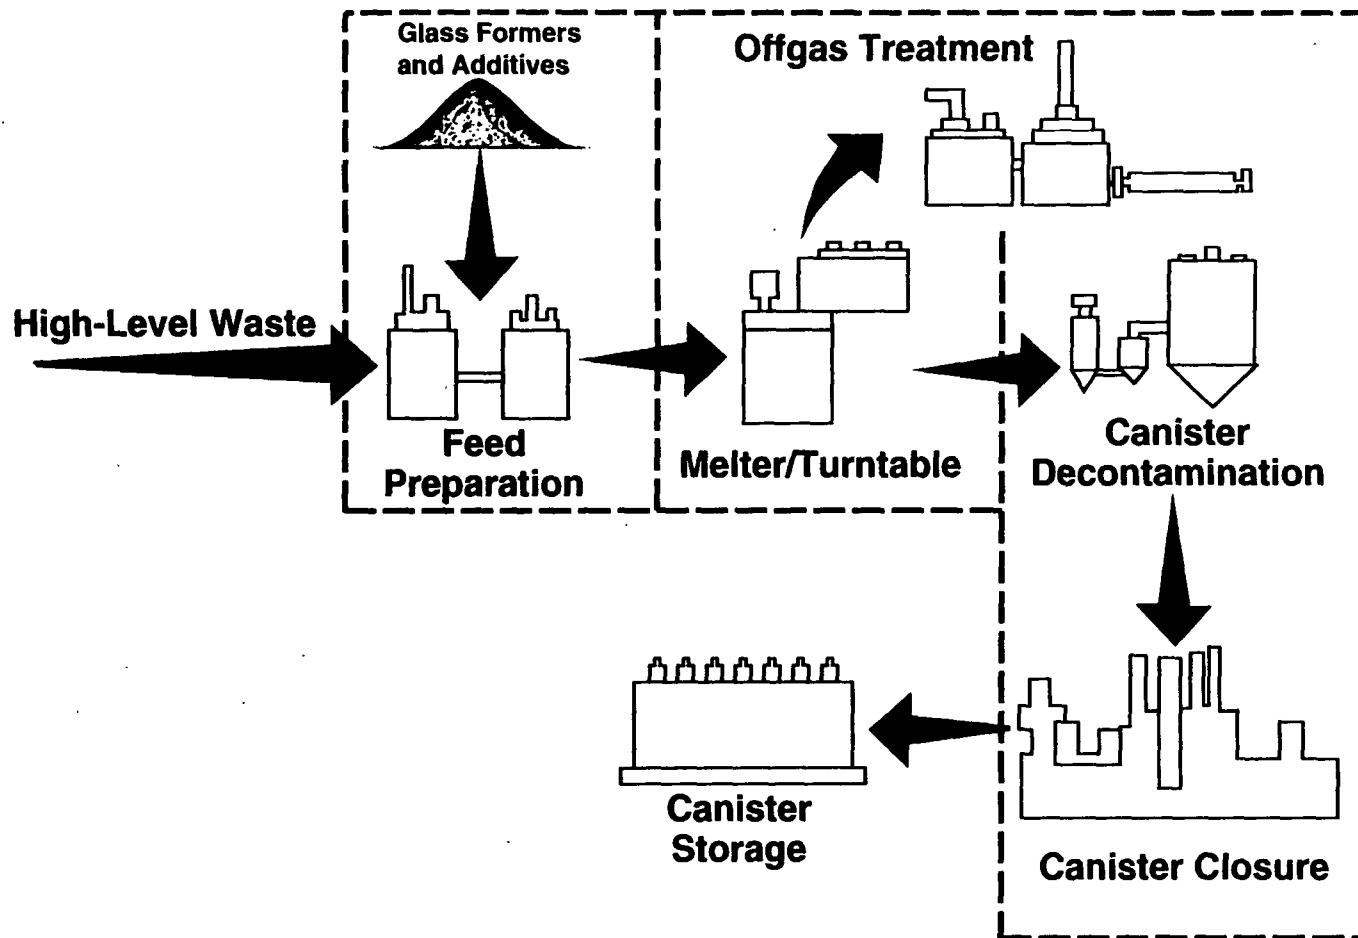 Glass Formers
and Additives
Offgas Treatment
High-Level Waste
Feed
Preparation
Melter/Turntable
Canister
Decontamination
Canister
Storage
Canister Closure